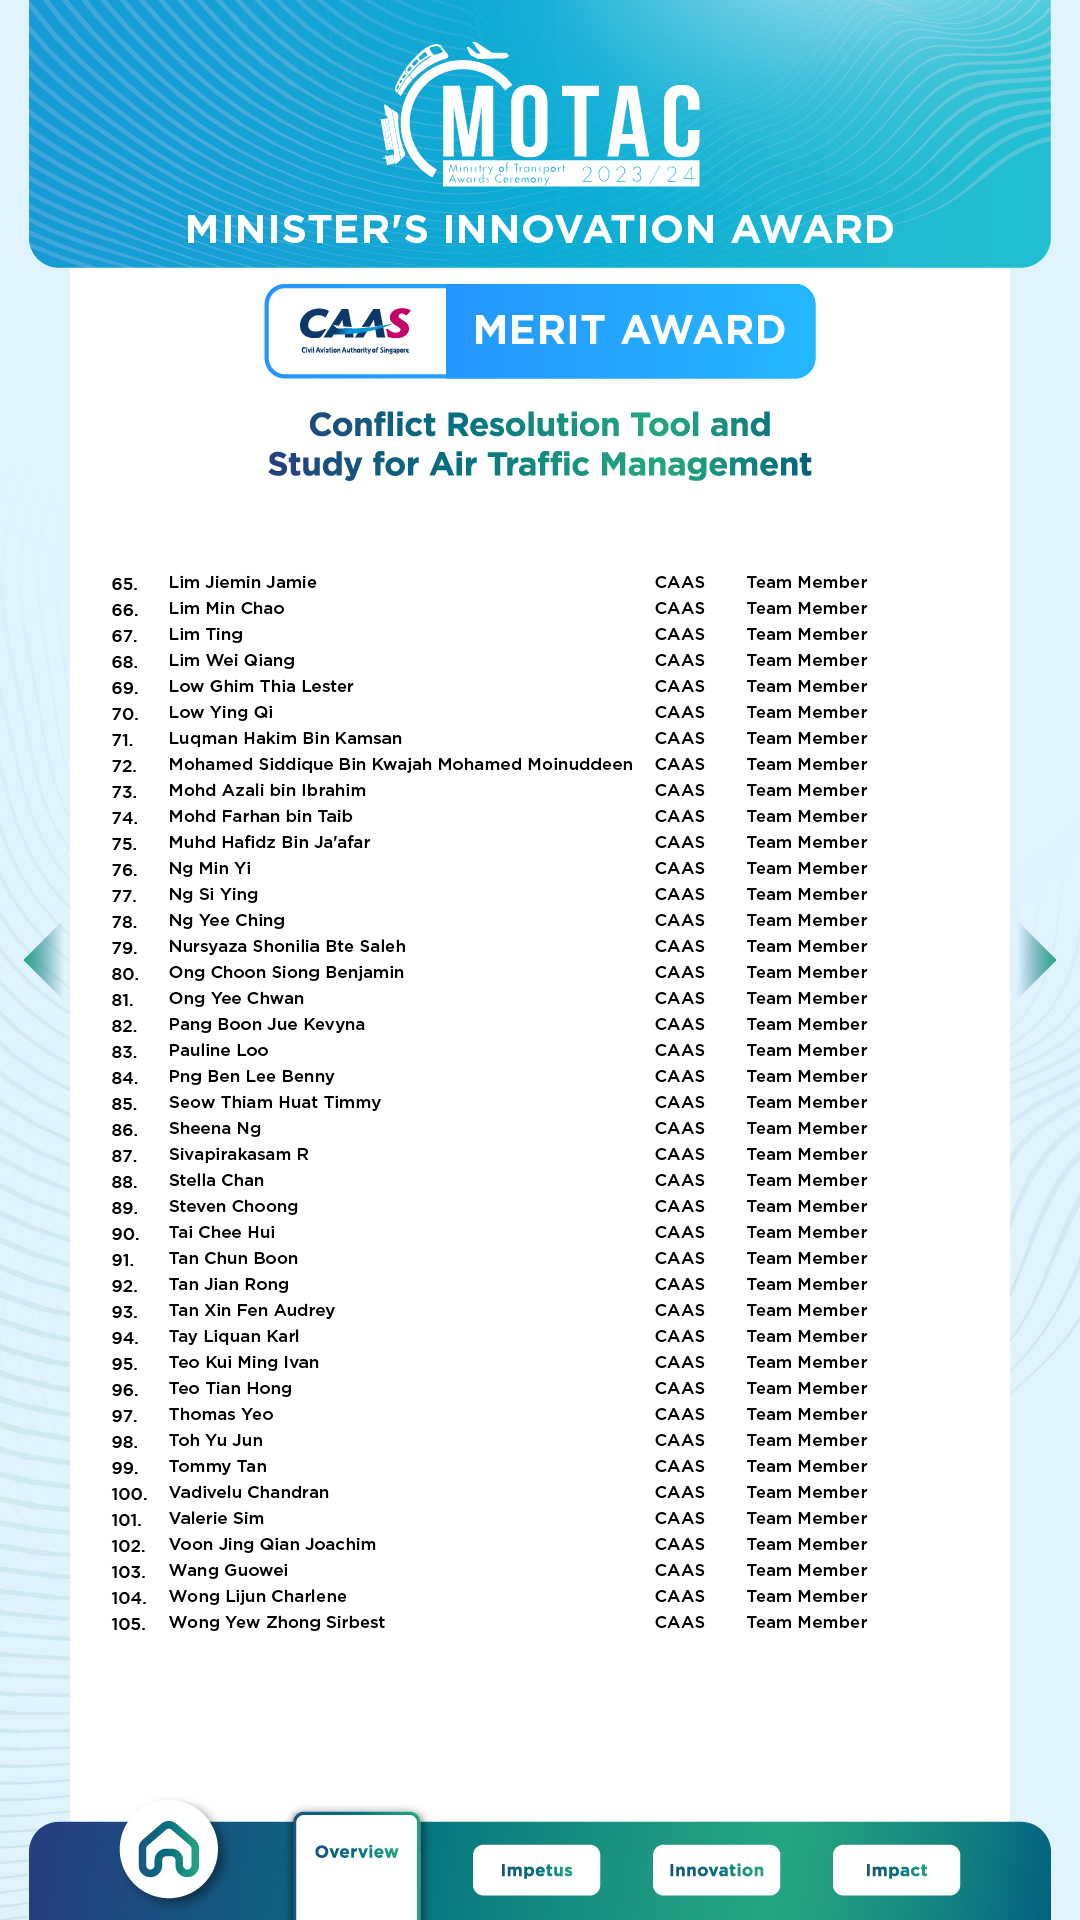 MOTAC
Ministry of Transport
Awards Ceremony 2023/24
MINISTER'S INNOVATION AWARD
CAAS
Civil Aviation Authority of Singapore
MERIT AWARD
Conflict Resolution Tool and
Study for Air Traffic Management
65. Lim Jiemin Jamie CAAS Team Member
66. Lim Min Chao CAAS Team Member
67. Lim Ting CAAS Team Member
68. Lim Wei Qiang CAAS Team Member
69. Low Ghim Thia Lester CAAS Team Member
70. Low Ying Qi CAAS Team Member
71. Luqman Hakim Bin Kamsan CAAS Team Member
72. Mohamed Siddique Bin Kwajah Mohamed Moinuddeen CAAS Team Member
73. Mohd Azali bin Ibrahim CAAS Team Member
74. Mohd Farhan bin Taib CAAS Team Member
75. Muhd Hafidz Bin Ja'afar CAAS Team Member
76. Ng Min Yi CAAS Team Member
77. Ng Si Ying CAAS Team Member
78. Ng Yee Ching CAAS Team Member
79. Nursyaza Shonilia Bte Saleh CAAS Team Member
80. Ong Choon Siong Benjamin CAAS Team Member
81. Ong Yee Chwan CAAS Team Member
82. Pang Boon Jue Kevyna CAAS Team Member
83. Pauline Loo CAAS Team Member
84. Png Ben Lee Benny CAAS Team Member
85. Seow Thiam Huat Timmy CAAS Team Member
86. Sheena Ng CAAS Team Member
87. Sivapirakasam R CAAS Team Member
88. Stella Chan CAAS Team Member
89. Steven Choong CAAS Team Member
90. Tai Chee Hui CAAS Team Member
91. Tan Chun Boon CAAS Team Member
92. Tan Jian Rong CAAS Team Member
93. Tan Xin Fen Audrey CAAS Team Member
94. Tay Liquan Karl CAAS Team Member
95. Teo Kui Ming Ivan CAAS Team Member
96. Teo Tian Hong CAAS Team Member
97. Thomas Yeo CAAS Team Member
98. Toh Yu Jun CAAS Team Member
99. Tommy Tan CAAS Team Member
100. Vadivelu Chandran CAAS Team Member
101. Valerie Sim CAAS Team Member
102. Voon Jing Qian Joachim CAAS Team Member
103. Wang Guowei CAAS Team Member
104. Wong Lijun Charlene CAAS Team Member
105. Wong Yew Zhong Sirbest CAAS Team Member
Overview
Impetus
Innovation
Impact